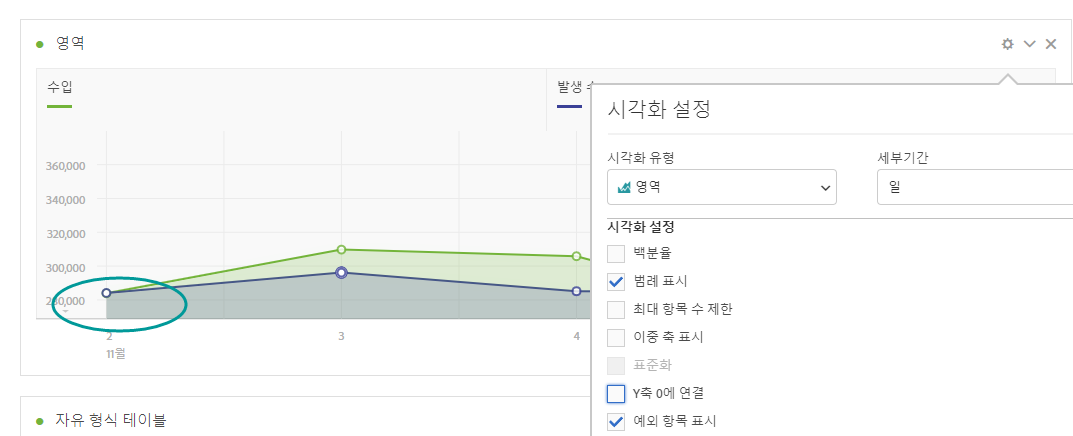 영역
수입
발생
360,000
340,000
320,000
300,000
280,000
2
3
4
11월
시각화 설정
시각화 유형
세부기간
영역
일
시각화 설정
백분율
범례 표시
최대 항목 수 제한
이중 축 표시
표준화
Y축 0에 연결
예외 항목 표시
자유 형식 테이블